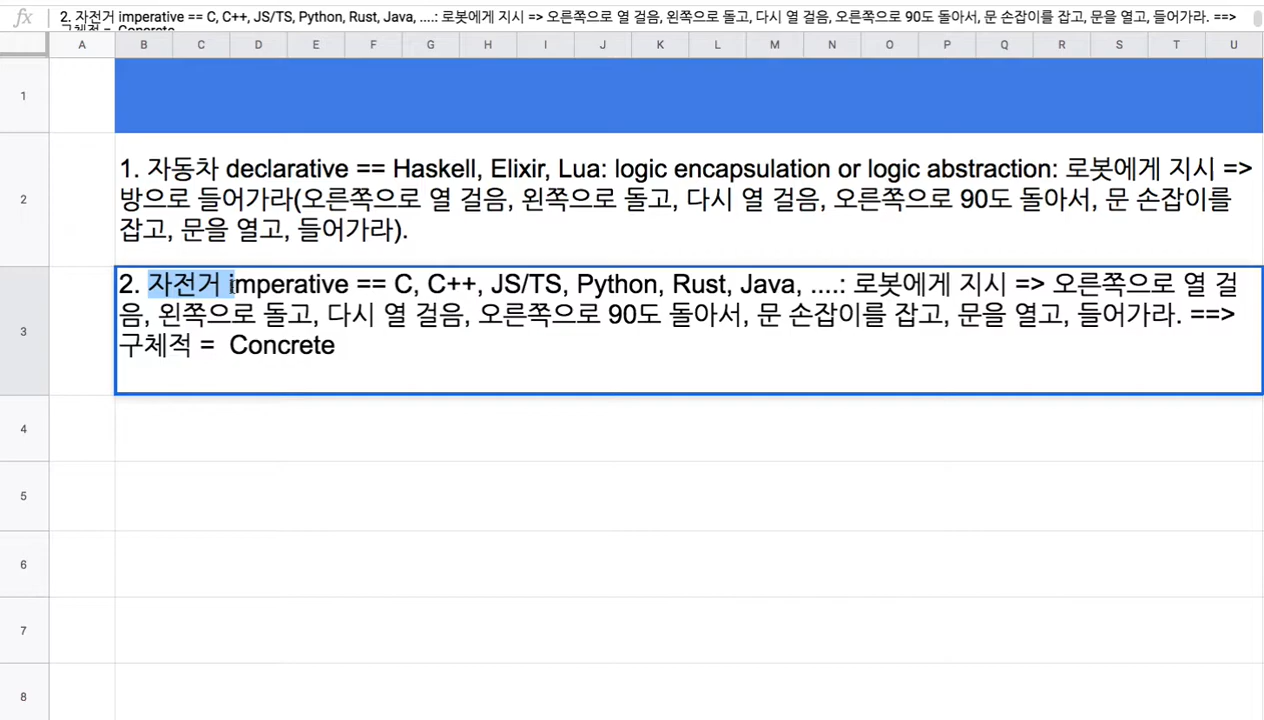 fx 2. 자전거 imperative == C, C++, JS/TS, Python, Rust, Java, ....: 로봇에게 지시 => 오른쪽으로 열 걸음, 왼쪽으로 돌고, 다시 열 걸음, 오른쪽으로 90도 돌아서, 문 손잡이를 잡고, 문을 열고, 들어가라. ==>
구체적 = Concrete
A B C D E F G H I J K L M N O P Q R S T U
1
2
1. 자동차 declarative == Haskell, Elixir, Lua: logic encapsulation or logic abstraction: 로봇에게 지시 =>
방으로 들어가라(오른쪽으로 열 걸음, 왼쪽으로 돌고, 다시 열 걸음, 오른쪽으로 90도 돌아서, 문 손잡이를
잡고, 문을 열고, 들어가라).
3
2. 자전거 imperative == C, C++, JS/TS, Python, Rust, Java, ....: 로봇에게 지시 => 오른쪽으로 열 걸
음, 왼쪽으로 돌고, 다시 열 걸음, 오른쪽으로 90도 돌아서, 문 손잡이를 잡고, 문을 열고, 들어가라. ==>
구체적 =  Concrete
4
5
6
7
8